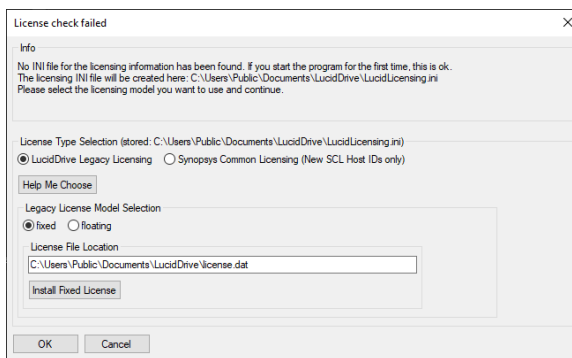 License check failed
Info
No INI file for the licensing information has been found. If you start the program for the first time, this is ok.
The licensing INI file will be created here: C:\Users\Public\Documents\LucidDrive\LucidLicensing.ini
Please select the licensing model you want to use and continue.
License Type Selection (stored: C:\Users\Public\Documents\LucidDrive\LucidLicensing.ini)
LucidDrive Legacy Licensing Synopsys Common Licensing (New SCL Host IDs only)
Help Me Choose
Legacy License Model Selection
fixed floating
License File Location
C:\Users\Public\Documents\LucidDrive\license.dat
Install Fixed License
OK Cancel